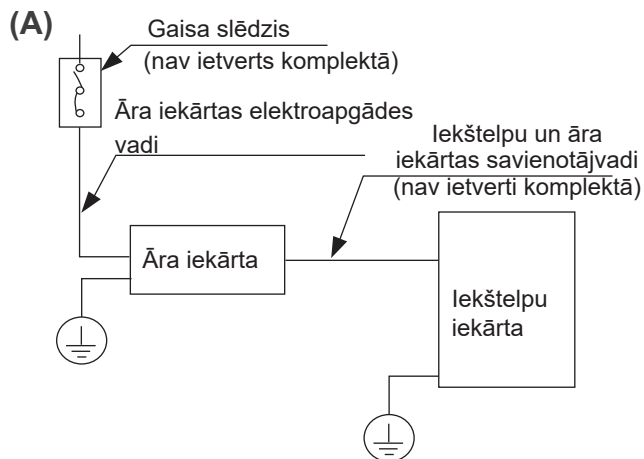 (A)
Gaisa slēdzis
(nav ietverts komplektā)
Āra iekārtas elektroapgādes
vadi
Iekštelpu un āra
iekārtas savienotājvadi
(nav ietverti komplektā)
Āra iekārta
Iekštelpu
iekārta